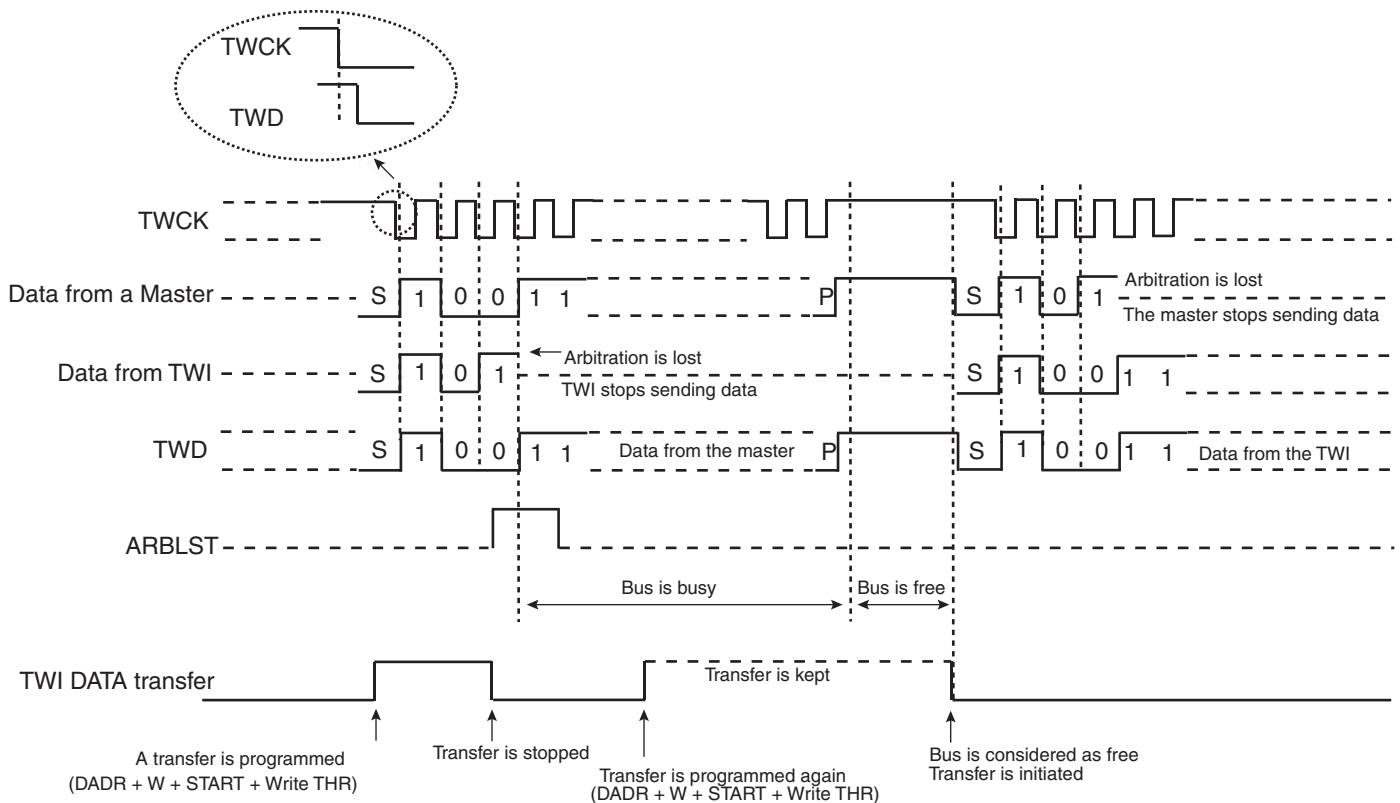 TWCK
TWD
TWCK
Data from a Master S 1 0 0 1 1 P S 1 0 1 Arbitration is lost
The master stops sending data
Data from TWI S 1 0 1 Arbitration is lost S 1 0 0 1 1
TWI stops sending data
TWD S 1 0 0 1 1 Data from the master P S 1 0 0 1 1 Data from the TWI
ARBLST
Bus is busy Bus is free
TWI DATA transfer Transfer is kept
A transfer is programmed
(DADR + W + START + Write THR)
Transfer is stopped
Transfer is programmed again
(DADR + W + START + Write THR)
Bus is considered as free
Transfer is initiated